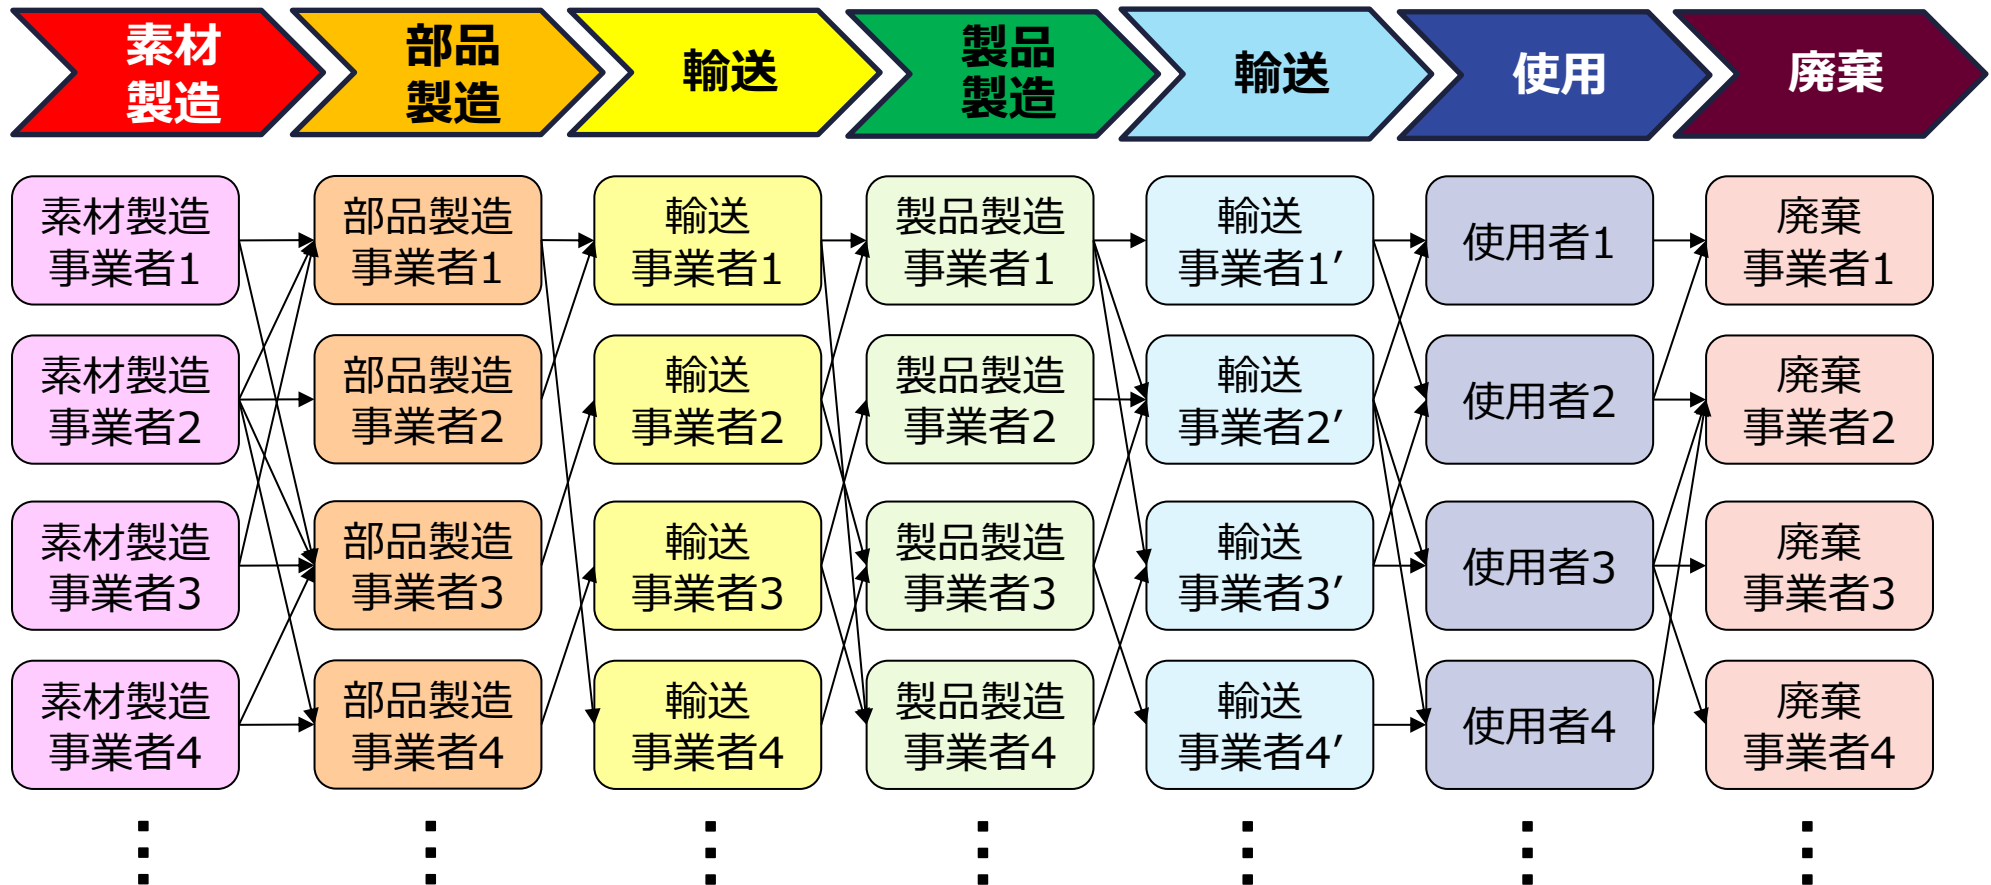 素材
製造
部品
製造
輸送
製品
製造
輸送
使用
廃棄
素材製造
事業者1
部品製造
事業者1
輸送
事業者1
製品製造
事業者1
輸送
事業者1’
使用者1
廃棄
事業者1
素材製造
事業者2
部品製造
事業者2
輸送
事業者2
製品製造
事業者2
輸送
事業者2’
使用者2
廃棄
事業者2
素材製造
事業者3
部品製造
事業者3
輸送
事業者3
製品製造
事業者3
輸送
事業者3’
使用者3
廃棄
事業者3
素材製造
事業者4
部品製造
事業者4
輸送
事業者4
製品製造
事業者4
輸送
事業者4’
使用者4
廃棄
事業者4